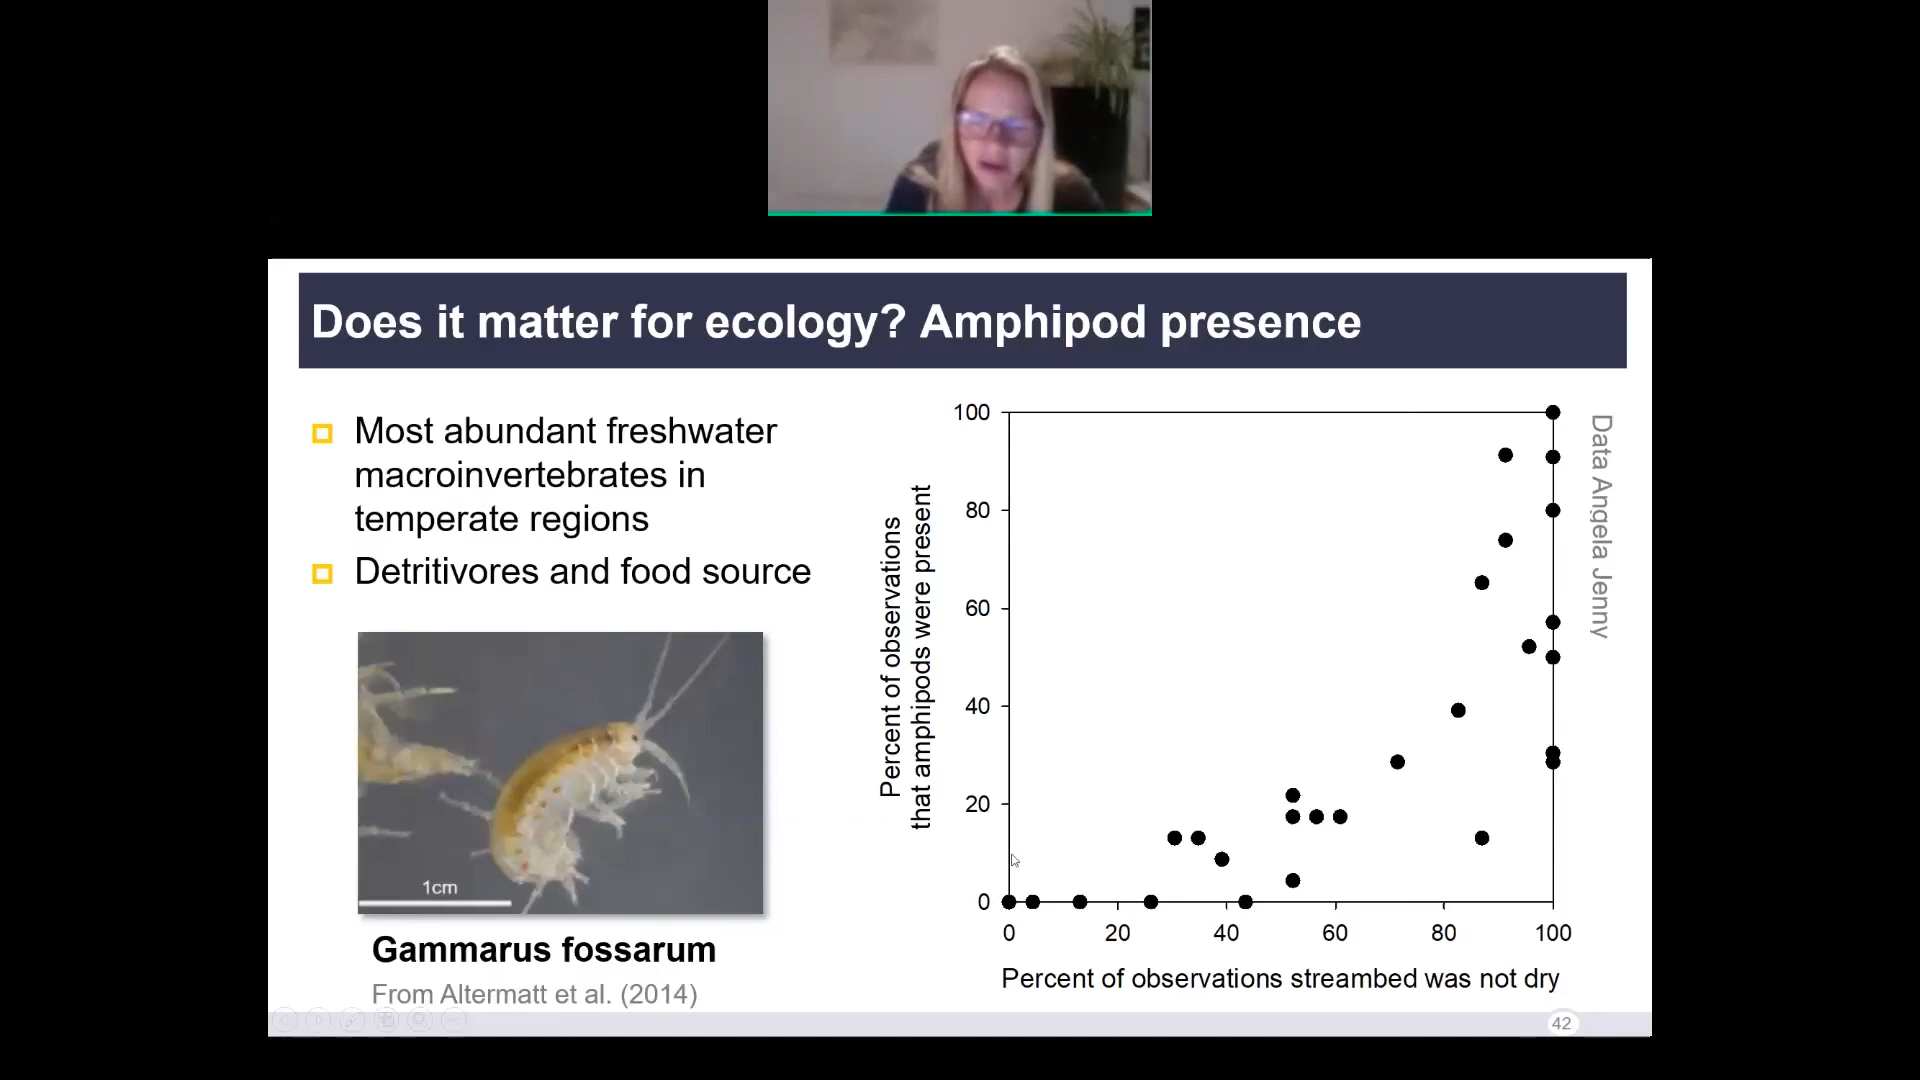 Does it matter for ecology? Amphipod presence
Most abundant freshwater
macroinvertebrates in
temperate regions
Detritivores and food source
1cm
Gammarus fossarum
From Altermatt et al. (2014)
Percent of observations
that amphipods were present
100
80
60
40
20
0
0 20 40 60 80 100
Percent of observations streambed was not dry
Data Angela Jenny
42